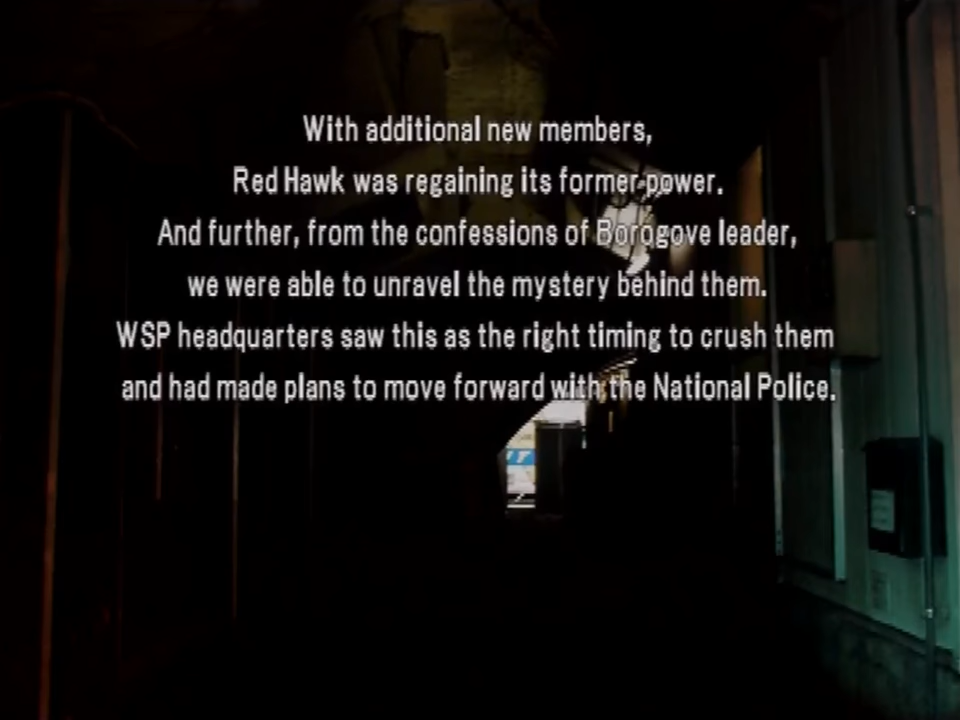 With additional new members,
Red Hawk was regaining its former power.
And further, from the confessions of Borogove leader,
we were able to unravel the mystery behind them.
WSP headquarters saw this as the right timing to crush them
and had made plans to move forward with the National Police.